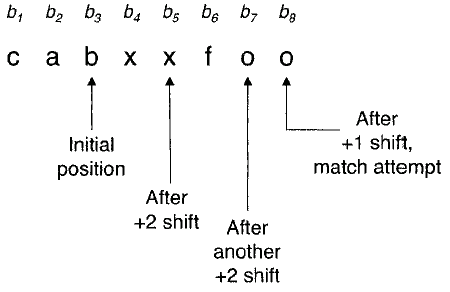 b1 b2 b3 b4 b5 b6 b7 b8
c a b x x f o o
Initial
position
After
+2 shift
After
another
+2 shift
After
+1 shift,
match attempt